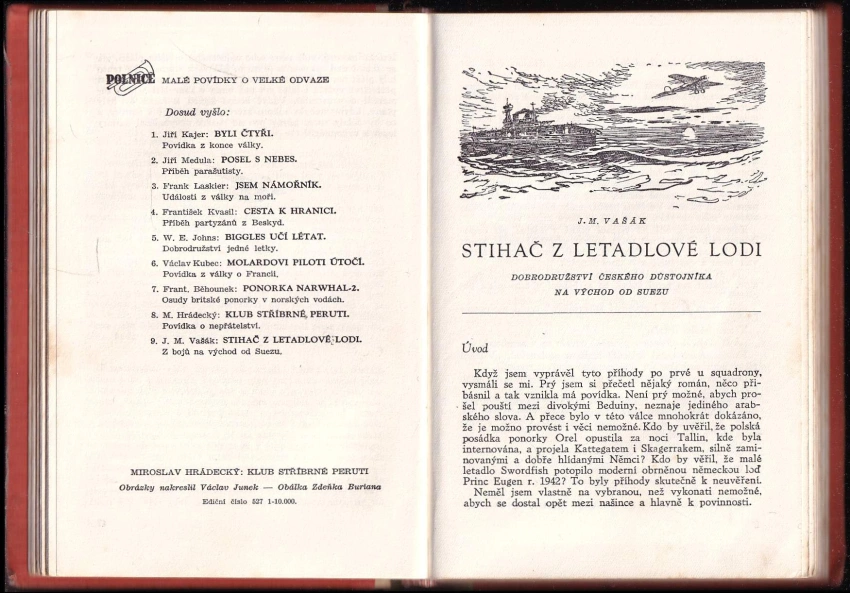 POLNICE MALÉ POVÍDKY O VELKÉ ODVAZE
Dosud vyšlo:
1. Jiří Kajer: BYLI ČTYŘI.
Povídka z konce války.
2. Jiří Medula: POSEL S NEBES.
Příběh parašutisty.
3. Frank Laskier: JSEM NÁMOŘNÍK.
Události z války na moři.
4. František Kvasil: CESTA K HRANICI.
Příběh partyzánů z Beskyd.
5. W. E. Johns: BIGGLES UČÍ LÉTAT.
Dobrodružství jedné letky.
6. Václav Kubec: MOLARDOVI PILOTI ÚTOČÍ.
Povídka z války o Francii.
7. Frant. Běhounek: PONORKA NARWHAL-2.
Osudy britské ponorky v norských vodách.
8. M. Hrádecký: KLUB STŘÍBRNÉ PERUTI.
Povídka o nepřátelství.
9. J. M. Vašák: STIHAČ Z LETADLOVÉ LODI.
Z bojů na východ od Suezu.
MIROSLAV HRÁDECKÝ: KLUB STŘÍBRNÉ PERUTI
Obrázky nakreslil Václav Junek — Obálka Zdeňka Buriana
Ediční číslo 527 1-10.000.
J. M. VAŠÁK
STIHAČ Z LETADLOVÉ LODI
DOBRODRUŽSTVÍ ČESKÉHO DŮSTOJNÍKA
NA VÝCHOD OD SUEZU
Úvod
Když jsem vyprávěl tyto příhody po prvé u squadrony,
vysmáli se mi. Prý jsem si přečetl nějaký román, něco při-
básnil a tak vznikla má povídka. Není prý možné, abych pro-
šel pouští mezi divokými Beduiny, neznaje jediného arab-
ského slova. A přece bylo v této válce mnohokrát dokázáno,
že je možno provést i věci nemožné. Kdo by uvěřil, že polská
posádka ponorky Orel opustila za noci Tallin, kde byla
internována, a projela Kattegatem i Skagerrakem, silně zami-
novanými a dobře hlídanými Němci? Kdo by věřil, že malé
letadlo Swordfish potopilo moderní obrněnou německou loď
Princ Eugen r. 1942? To byly příhody skutečně k neuvěření.
Neměl jsem vlastně na vybranou, než vykonati nemožné,
abych se dostal opět mezi našince a hlavně k povinnosti.